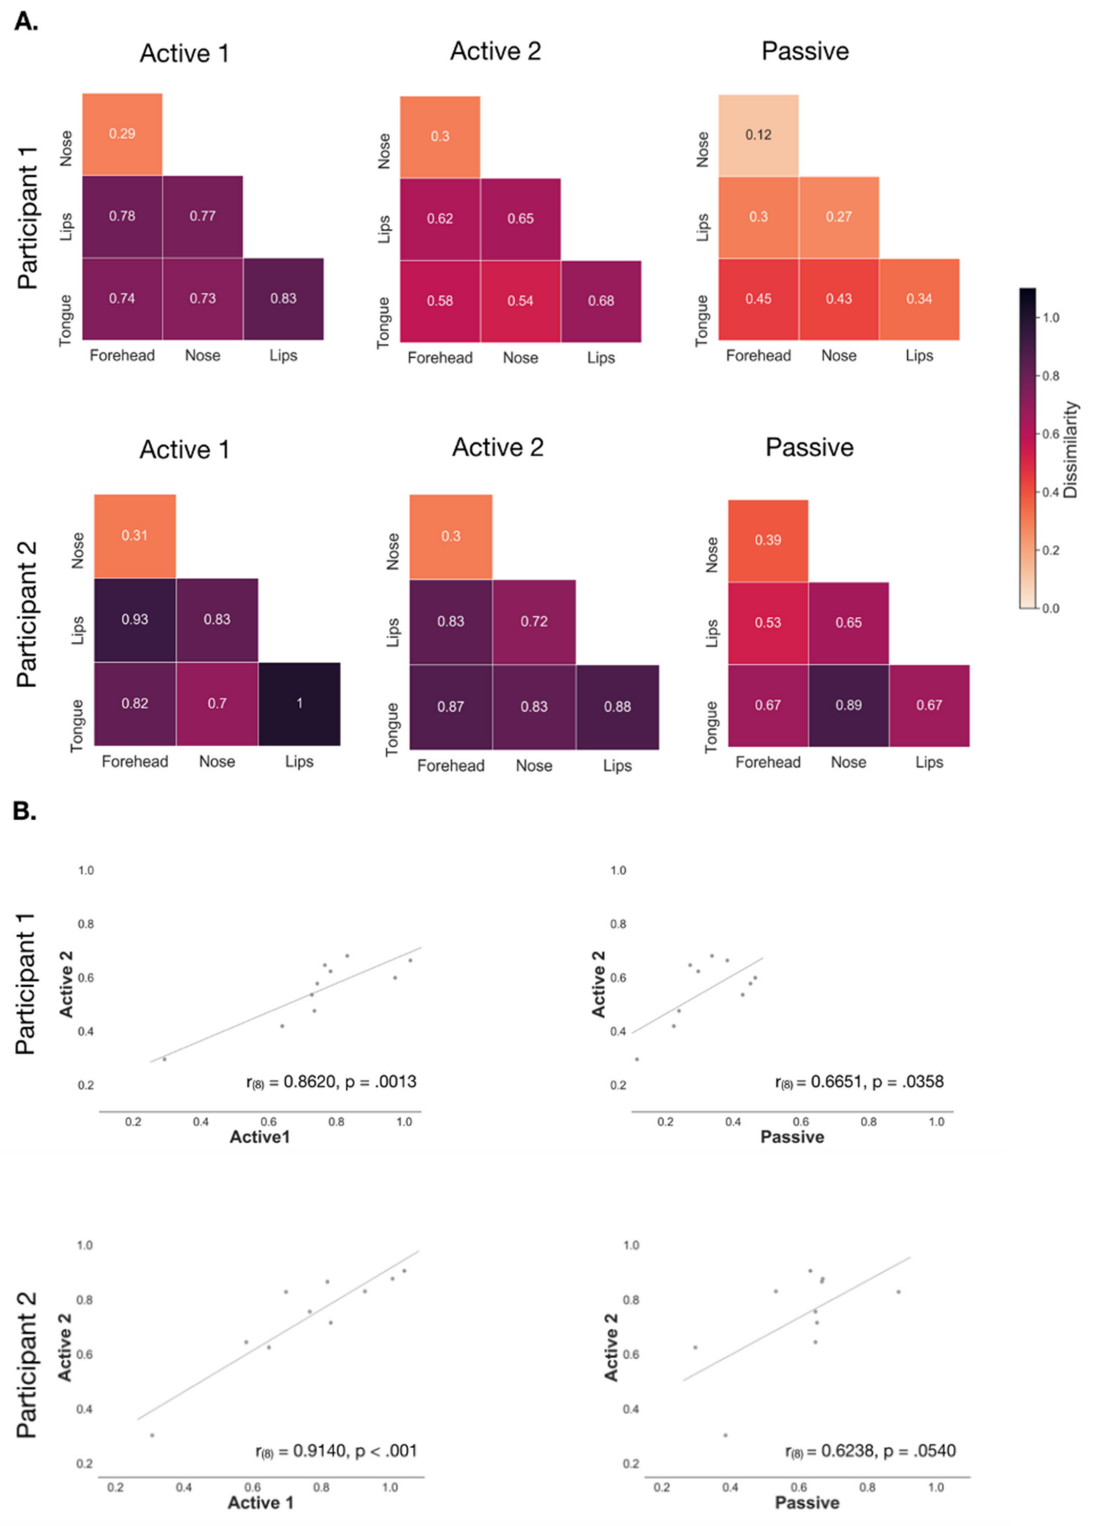 A.
Active 1
Active 2
Passive
Participant 1
Nose
0.29
Lips
0.78 0.77
Tongue
0.74 0.73 0.83
Forehead Nose Lips
Nose
0.3
Lips
0.62 0.65
Tongue
0.58 0.54 0.68
Forehead Nose Lips
Nose
0.12
Lips
0.3 0.27
Tongue
0.45 0.43 0.34
Forehead Nose Lips
1.0
0.8
0.6
0.4
0.2
0.0
Dissimilarity
Active 1
Active 2
Passive
Participant 2
Nose
0.31
Lips
0.93 0.83
Tongue
0.82 0.7 1
Forehead Nose Lips
Nose
0.3
Lips
0.83 0.72
Tongue
0.87 0.83 0.88
Forehead Nose Lips
Nose
0.39
Lips
0.53 0.65
Tongue
0.67 0.89 0.67
Forehead Nose Lips
B.
Participant 1
Active 2
1.0
0.8
0.6
0.4
0.2
r(8) = 0.8620, p = .0013
0.2 0.4 0.6 0.8 1.0
Active1
Active 2
1.0
0.8
0.6
0.4
0.2
r(8) = 0.6651, p = .0358
0.2 0.4 0.6 0.8 1.0
Passive
Participant 2
Active 2
1.0
0.8
0.6
0.4
0.2
r(8) = 0.9140, p < .001
0.2 0.4 0.6 0.8 1.0
Active 1
Active 2
1.0
0.8
0.6
0.4
0.2
r(8) = 0.6238, p = .0540
0.2 0.4 0.6 0.8 1.0
Passive